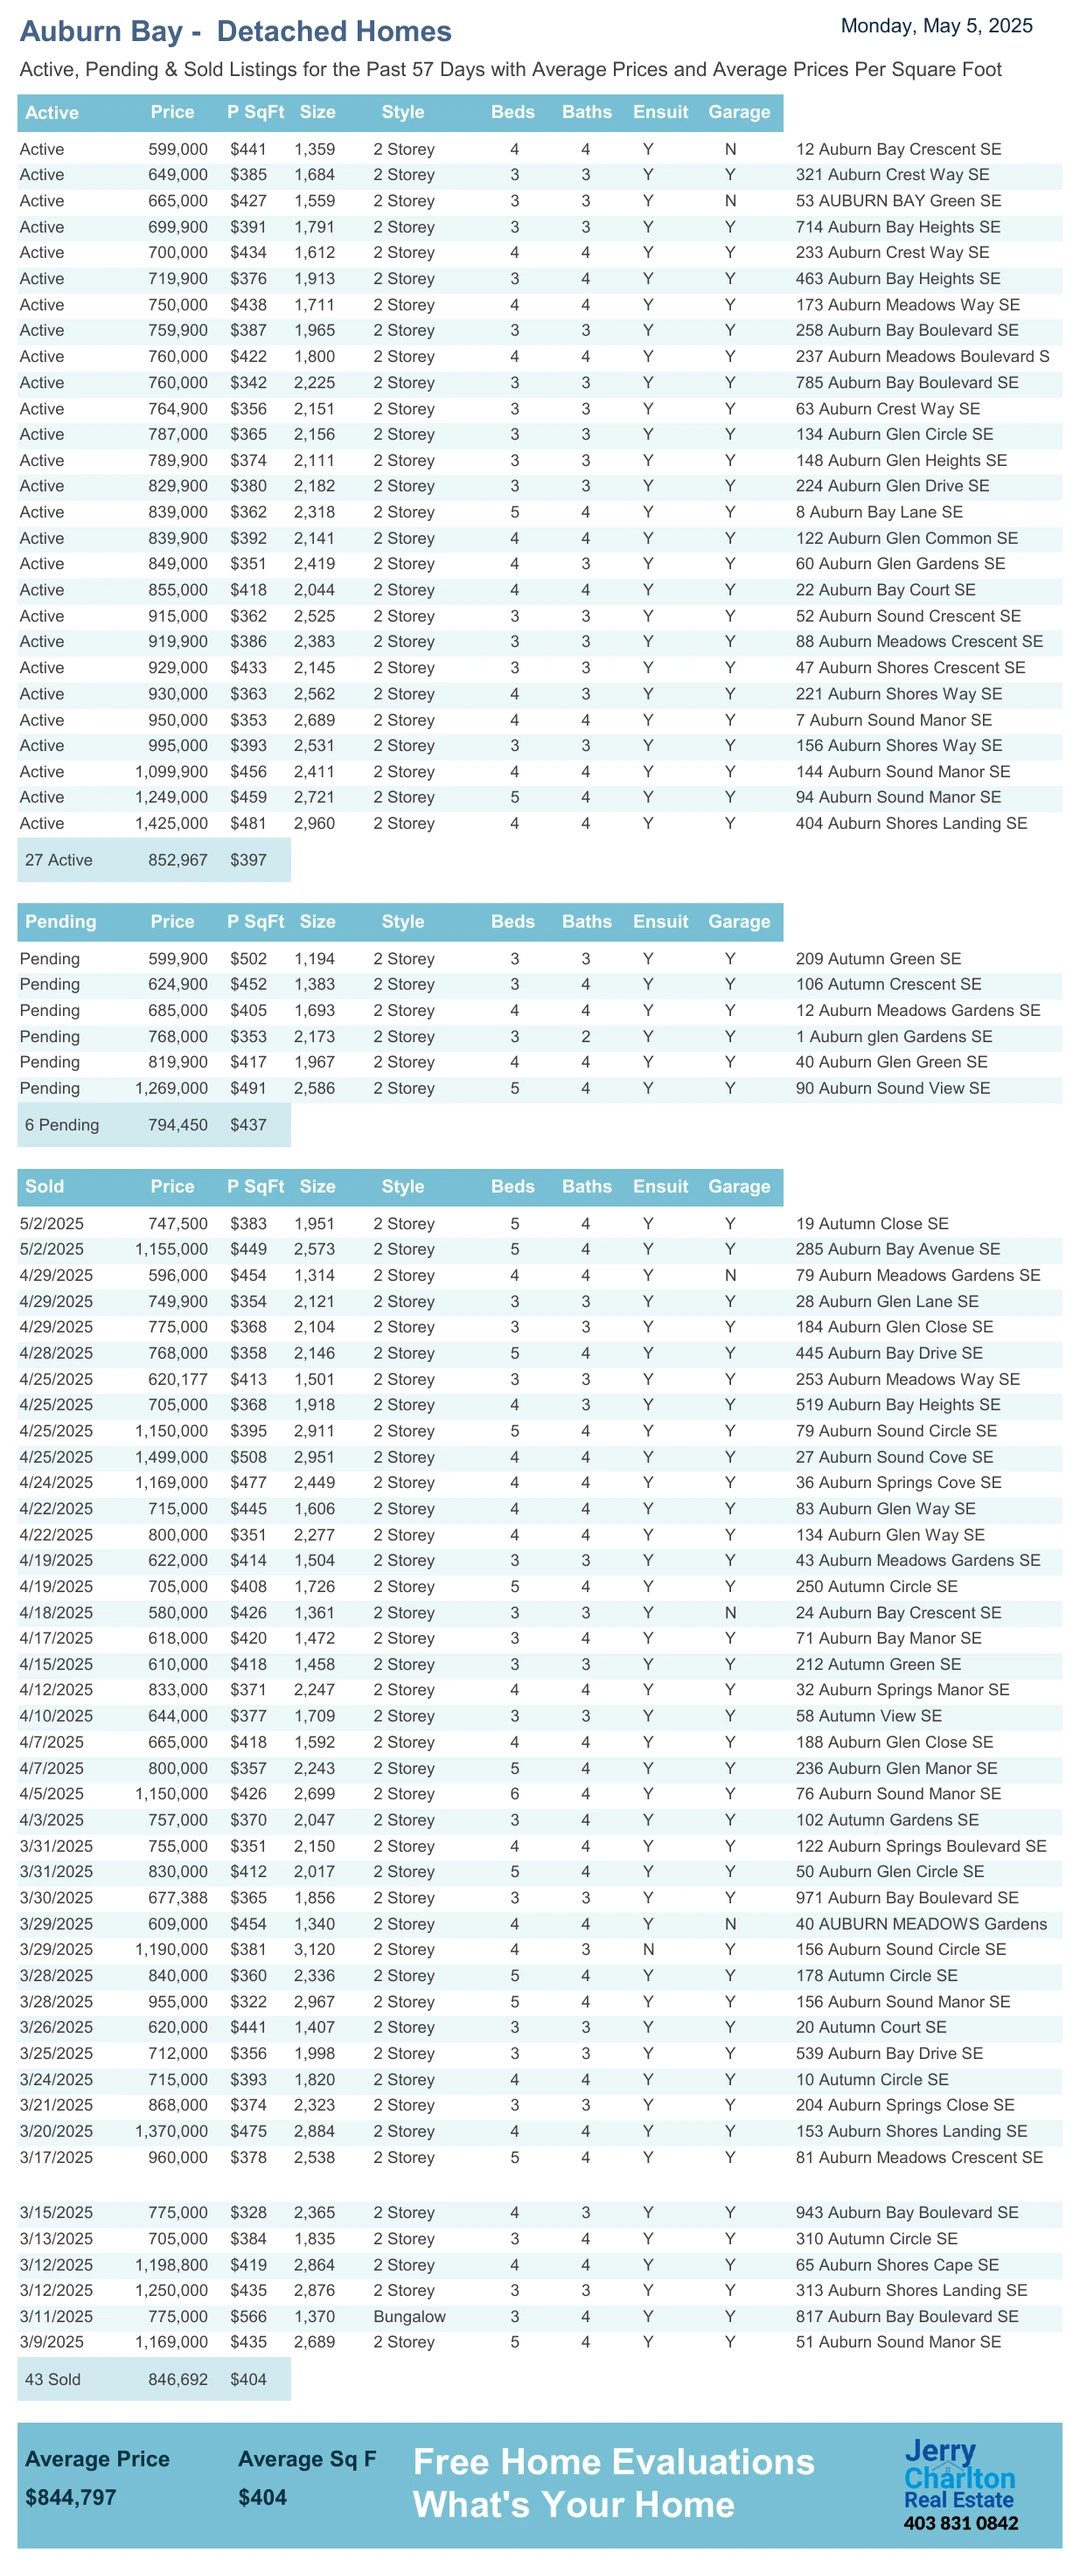 Auburn Bay - Detached Homes Monday, May 5, 2025
Active, Pending & Sold Listings for the Past 57 Days with Average Prices and Average Prices Per Square Foot
Active Price P SqFt Size Style Beds Baths Ensuit Garage
Active 599,000 $441 1,359 2 Storey 4 4 Y N 12 Auburn Bay Crescent SE
Active 649,000 $385 1,684 2 Storey 3 3 Y Y 321 Auburn Crest Way SE
Active 665,000 $427 1,559 2 Storey 3 3 Y N 53 AUBURN BAY Green SE
Active 699,900 $391 1,791 2 Storey 3 3 Y Y 714 Auburn Bay Heights SE
Active 700,000 $434 1,612 2 Storey 4 4 Y Y 233 Auburn Crest Way SE
Active 719,900 $376 1,913 2 Storey 3 4 Y Y 463 Auburn Bay Heights SE
Active 750,000 $438 1,711 2 Storey 4 4 Y Y 173 Auburn Meadows Way SE
Active 759,900 $387 1,965 2 Storey 3 3 Y Y 258 Auburn Bay Boulevard SE
Active 760,000 $422 1,800 2 Storey 4 4 Y Y 237 Auburn Meadows Boulevard S
Active 760,000 $342 2,225 2 Storey 3 3 Y Y 785 Auburn Bay Boulevard SE
Active 764,900 $356 2,151 2 Storey 3 3 Y Y 63 Auburn Crest Way SE
Active 787,000 $365 2,156 2 Storey 3 3 Y Y 134 Auburn Glen Circle SE
Active 789,900 $374 2,111 2 Storey 3 3 Y Y 148 Auburn Glen Heights SE
Active 829,900 $380 2,182 2 Storey 3 3 Y Y 224 Auburn Glen Drive SE
Active 839,000 $362 2,318 2 Storey 5 4 Y Y 8 Auburn Bay Lane SE
Active 839,900 $392 2,141 2 Storey 4 4 Y Y 122 Auburn Glen Common SE
Active 849,000 $351 2,419 2 Storey 4 3 Y Y 60 Auburn Glen Gardens SE
Active 855,000 $418 2,044 2 Storey 4 4 Y Y 22 Auburn Bay Court SE
Active 915,000 $362 2,525 2 Storey 3 3 Y Y 52 Auburn Sound Crescent SE
Active 919,900 $386 2,383 2 Storey 3 3 Y Y 88 Auburn Meadows Crescent SE
Active 929,000 $433 2,145 2 Storey 3 3 Y Y 47 Auburn Shores Crescent SE
Active 930,000 $363 2,562 2 Storey 4 3 Y Y 221 Auburn Shores Way SE
Active 950,000 $353 2,689 2 Storey 4 4 Y Y 7 Auburn Sound Manor SE
Active 995,000 $393 2,531 2 Storey 3 3 Y Y 156 Auburn Shores Way SE
Active 1,099,900 $456 2,411 2 Storey 4 4 Y Y 144 Auburn Sound Manor SE
Active 1,249,000 $459 2,721 2 Storey 5 4 Y Y 94 Auburn Sound Manor SE
Active 1,425,000 $481 2,960 2 Storey 4 4 Y Y 404 Auburn Shores Landing SE
27 Active 852,967 $397
Pending Price P SqFt Size Style Beds Baths Ensuit Garage
Pending 599,900 $502 1,194 2 Storey 3 3 Y Y 209 Autumn Green SE
Pending 624,900 $452 1,383 2 Storey 3 4 Y Y 106 Autumn Crescent SE
Pending 685,000 $405 1,693 2 Storey 4 4 Y Y 12 Auburn Meadows Gardens SE
Pending 768,000 $353 2,173 2 Storey 3 2 Y Y 1 Auburn glen Gardens SE
Pending 819,900 $417 1,967 2 Storey 4 4 Y Y 40 Auburn Glen Green SE
Pending 1,269,000 $491 2,586 2 Storey 5 4 Y Y 90 Auburn Sound View SE
6 Pending 794,450 $437
Sold Price P SqFt Size Style Beds Baths Ensuit Garage
5/2/2025 747,500 $383 1,951 2 Storey 5 4 Y Y 19 Autumn Close SE
5/2/2025 1,155,000 $449 2,573 2 Storey 5 4 Y Y 285 Auburn Bay Avenue SE
4/29/2025 596,000 $454 1,314 2 Storey 4 4 Y N 79 Auburn Meadows Gardens SE
4/29/2025 749,900 $354 2,121 2 Storey 3 3 Y Y 28 Auburn Glen Lane SE
4/29/2025 775,000 $368 2,104 2 Storey 3 3 Y Y 184 Auburn Glen Close SE
4/28/2025 768,000 $358 2,146 2 Storey 5 4 Y Y 445 Auburn Bay Drive SE
4/25/2025 620,177 $413 1,501 2 Storey 3 3 Y Y 253 Auburn Meadows Way SE
4/25/2025 705,000 $368 1,918 2 Storey 4 3 Y Y 519 Auburn Bay Heights SE
4/25/2025 1,150,000 $395 2,911 2 Storey 5 4 Y Y 79 Auburn Sound Circle SE
4/25/2025 1,499,000 $508 2,951 2 Storey 4 4 Y Y 27 Auburn Sound Cove SE
4/24/2025 1,169,000 $477 2,449 2 Storey 4 4 Y Y 36 Auburn Springs Cove SE
4/22/2025 715,000 $445 1,606 2 Storey 4 4 Y Y 83 Auburn Glen Way SE
4/22/2025 800,000 $351 2,277 2 Storey 4 4 Y Y 134 Auburn Glen Way SE
4/19/2025 622,000 $414 1,504 2 Storey 3 3 Y Y 43 Auburn Meadows Gardens SE
4/19/2025 705,000 $408 1,726 2 Storey 5 4 Y Y 250 Autumn Circle SE
4/18/2025 580,000 $426 1,361 2 Storey 3 3 Y N 24 Auburn Bay Crescent SE
4/17/2025 618,000 $420 1,472 2 Storey 3 4 Y Y 71 Auburn Bay Manor SE
4/15/2025 610,000 $418 1,458 2 Storey 3 3 Y Y 212 Autumn Green SE
4/12/2025 833,000 $371 2,247 2 Storey 4 4 Y Y 32 Auburn Springs Manor SE
4/10/2025 644,000 $377 1,709 2 Storey 3 3 Y Y 58 Autumn View SE
4/7/2025 665,000 $418 1,592 2 Storey 4 4 Y Y 188 Auburn Glen Close SE
4/7/2025 800,000 $357 2,243 2 Storey 5 4 Y Y 236 Auburn Glen Manor SE
4/5/2025 1,150,000 $426 2,699 2 Storey 6 4 Y Y 76 Auburn Sound Manor SE
4/3/2025 757,000 $370 2,047 2 Storey 3 4 Y Y 102 Autumn Gardens SE
3/31/2025 755,000 $351 2,150 2 Storey 4 4 Y Y 122 Auburn Springs Boulevard SE
3/31/2025 830,000 $412 2,017 2 Storey 5 4 Y Y 50 Auburn Glen Circle SE
3/30/2025 677,388 $365 1,856 2 Storey 3 3 Y Y 971 Auburn Bay Boulevard SE
3/29/2025 609,000 $454 1,340 2 Storey 4 4 Y N 40 AUBURN MEADOWS Gardens
3/29/2025 1,190,000 $381 3,120 2 Storey 4 3 N Y 156 Auburn Sound Circle SE
3/28/2025 840,000 $360 2,336 2 Storey 5 4 Y Y 178 Autumn Circle SE
3/28/2025 955,000 $322 2,967 2 Storey 5 4 Y Y 156 Auburn Sound Manor SE
3/26/2025 620,000 $441 1,407 2 Storey 3 3 Y Y 20 Autumn Court SE
3/25/2025 712,000 $356 1,998 2 Storey 3 3 Y Y 539 Auburn Bay Drive SE
3/24/2025 715,000 $393 1,820 2 Storey 4 4 Y Y 10 Autumn Circle SE
3/21/2025 868,000 $374 2,323 2 Storey 3 3 Y Y 204 Auburn Springs Close SE
3/20/2025 1,370,000 $475 2,884 2 Storey 4 4 Y Y 153 Auburn Shores Landing SE
3/17/2025 960,000 $378 2,538 2 Storey 5 4 Y Y 81 Auburn Meadows Crescent SE
3/15/2025 775,000 $328 2,365 2 Storey 4 3 Y Y 943 Auburn Bay Boulevard SE
3/13/2025 705,000 $384 1,835 2 Storey 3 4 Y Y 310 Autumn Circle SE
3/12/2025 1,198,800 $419 2,864 2 Storey 4 4 Y Y 65 Auburn Shores Cape SE
3/12/2025 1,250,000 $435 2,876 2 Storey 3 3 Y Y 313 Auburn Shores Landing SE
3/11/2025 775,000 $566 1,370 Bungalow 3 4 Y Y 817 Auburn Bay Boulevard SE
3/9/2025 1,169,000 $435 2,689 2 Storey 5 4 Y Y 51 Auburn Sound Manor SE
43 Sold 846,692 $404
Average Price Average Sq F
$844,797 $404
Free Home Evaluations
What's Your Home
Jerry
Charlton
Real Estate
403 831 0842